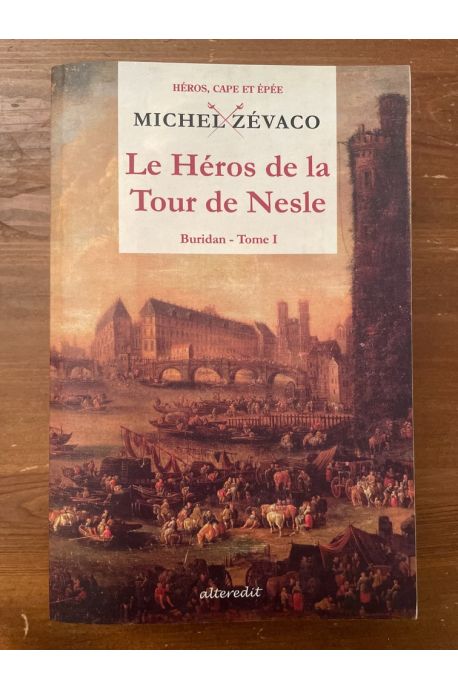 HÉROS, CAPE ET ÉPÉE
MICHEL ZÉVACO
Le Héros de la
Tour de Nesle
Buridan - Tome I
alteredit